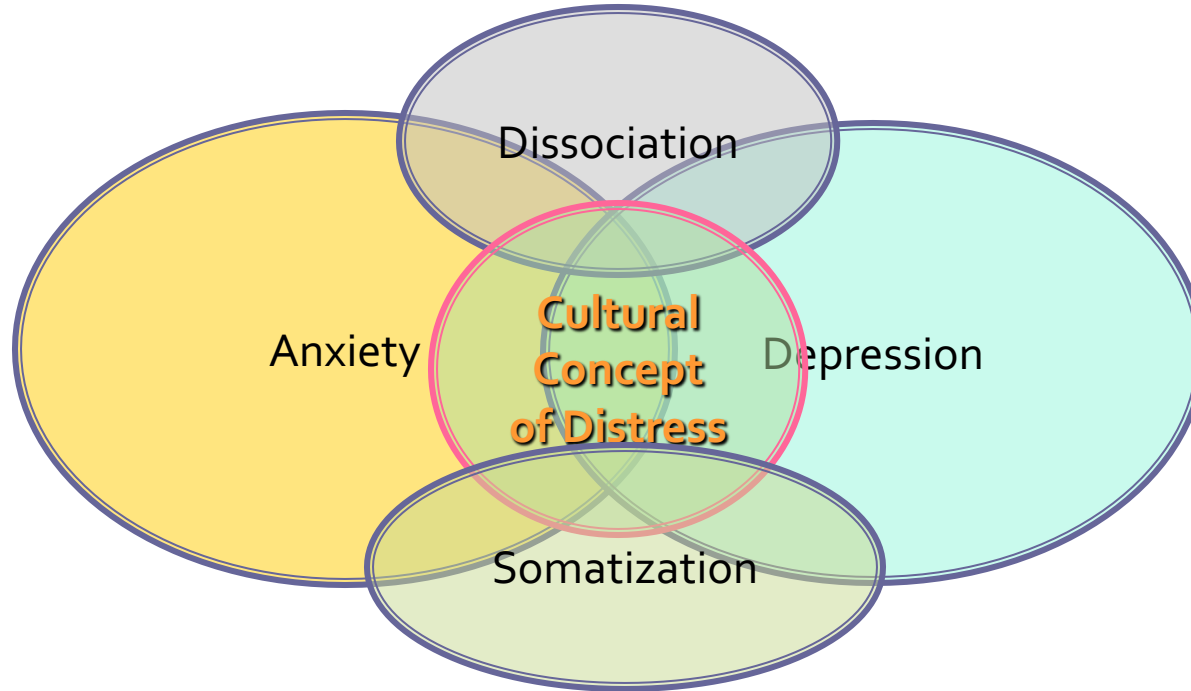 Dissociation
Anxiety
Cultural
Concept
of Distress
Depression
Somatization